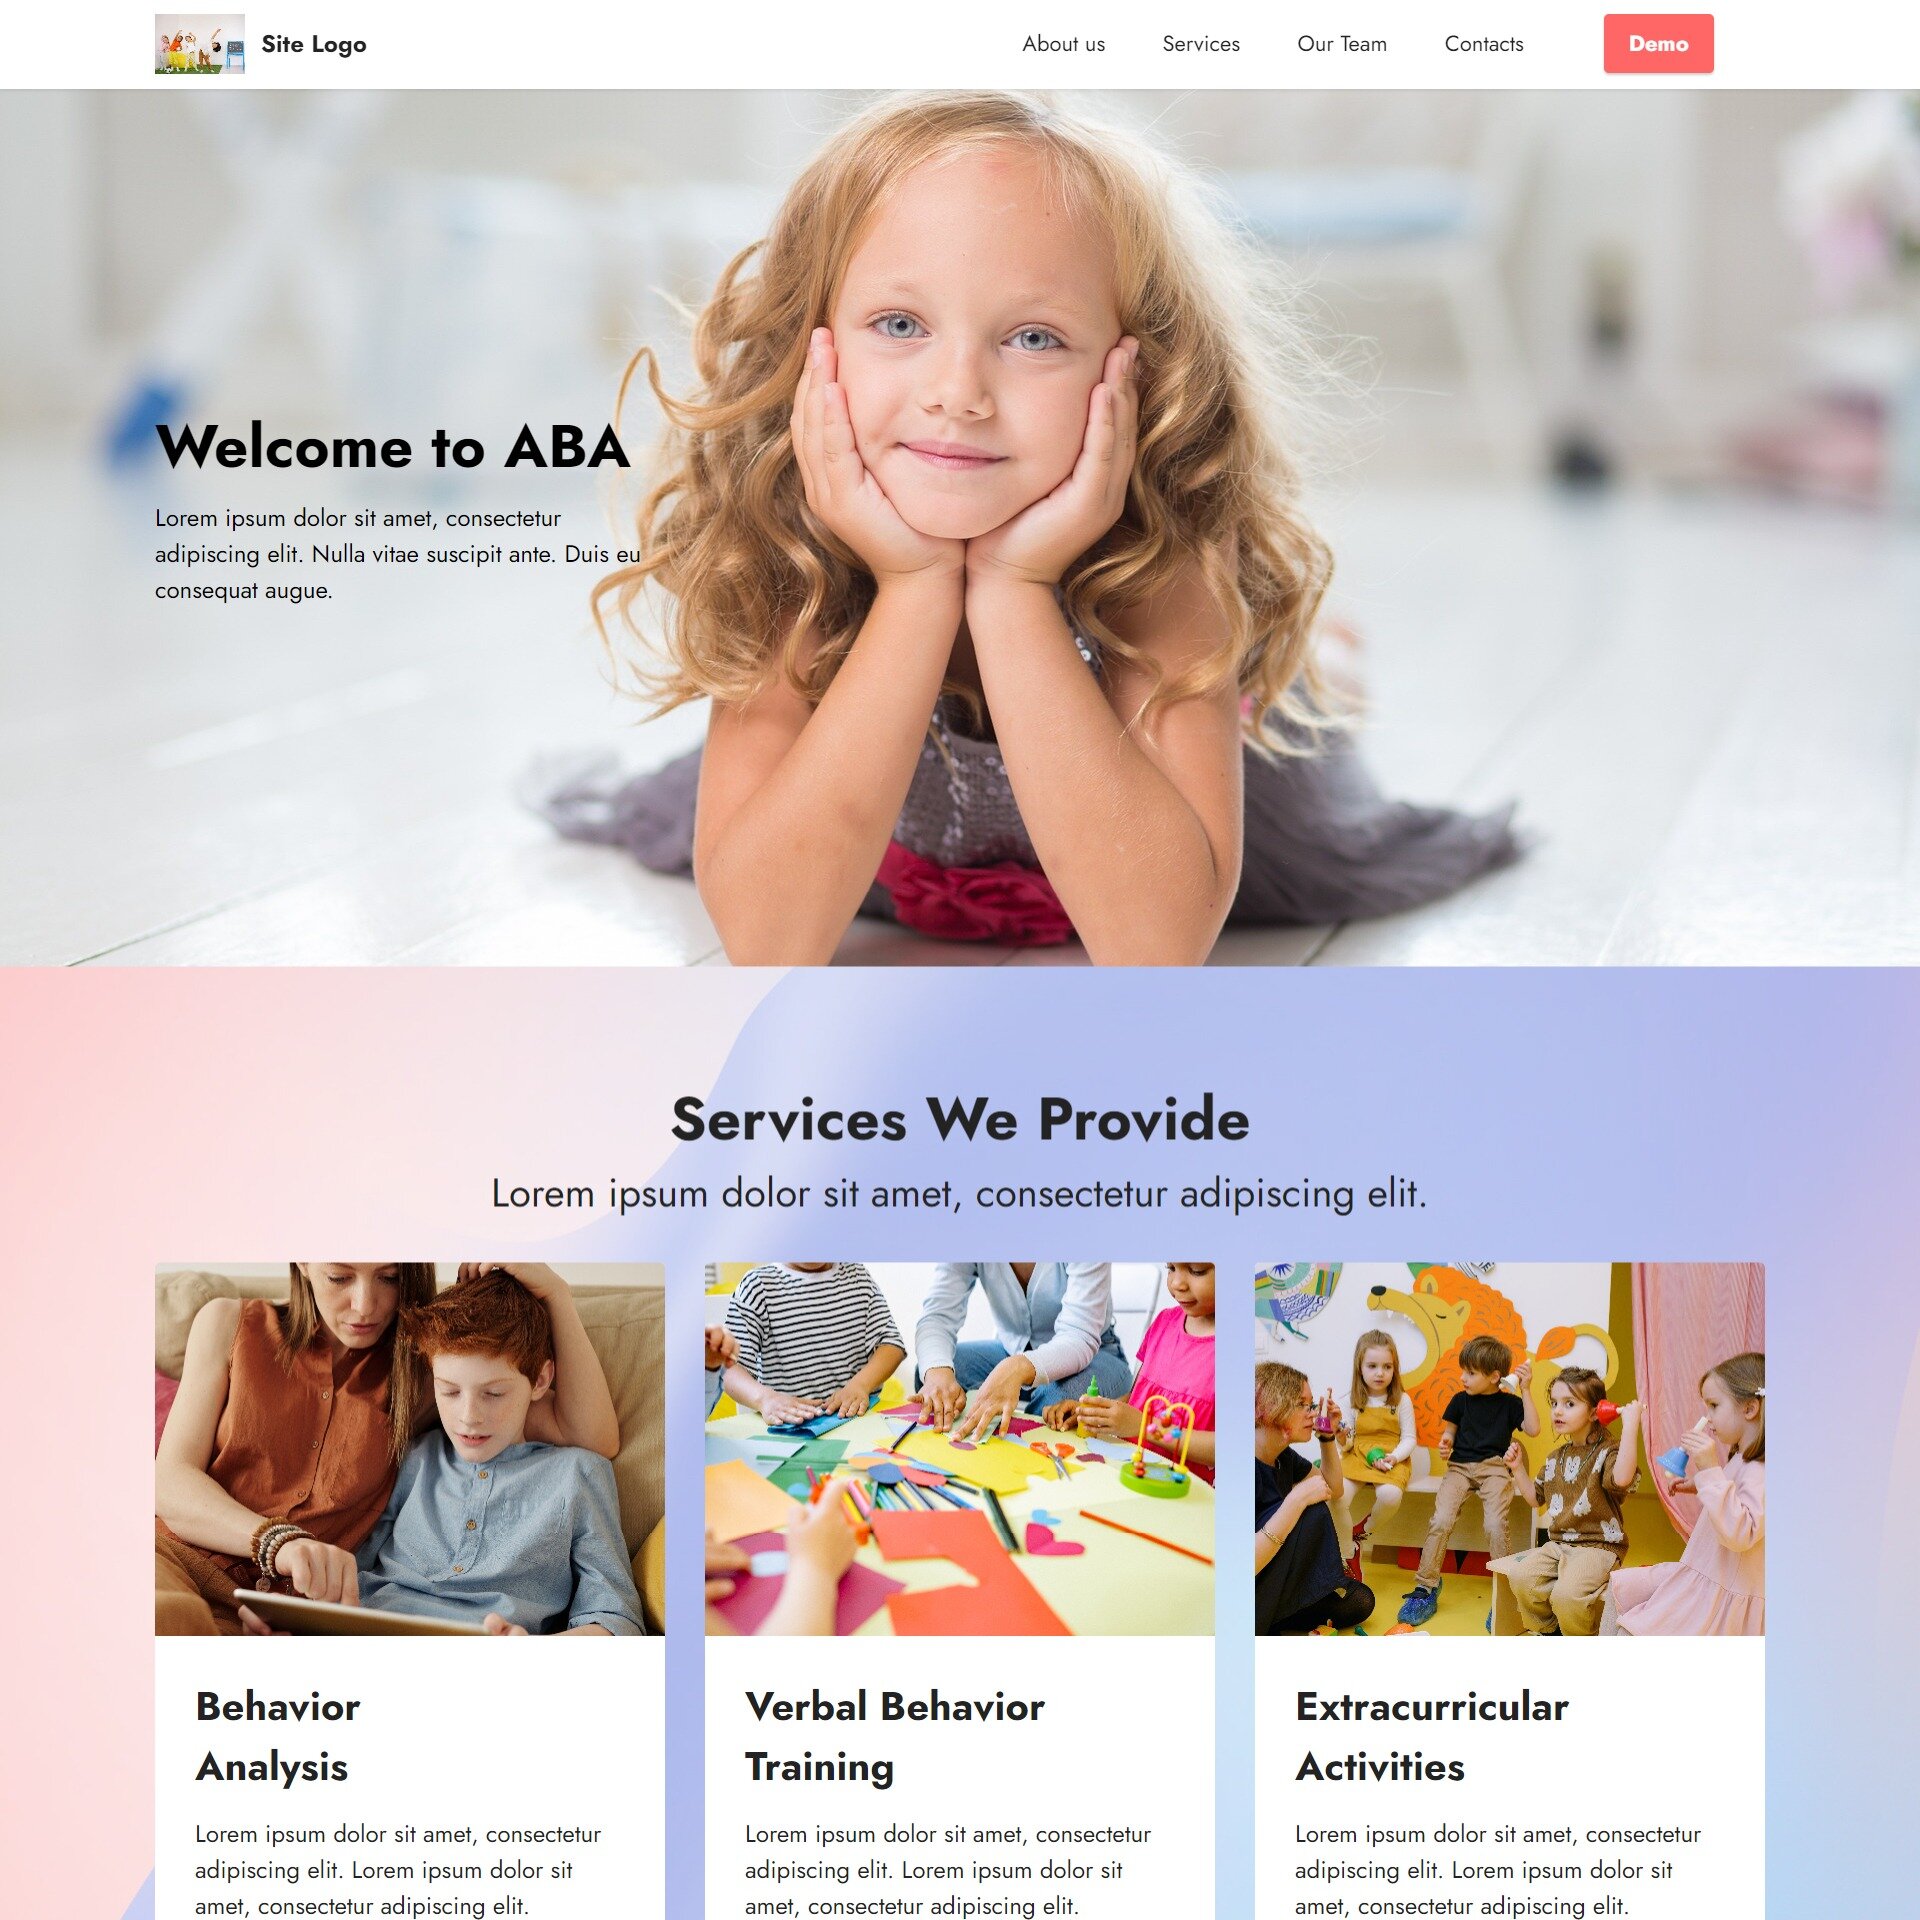 Site Logo
About us
Services
Our Team
Contacts
Demo
Welcome to ABA
Lorem ipsum dolor sit amet, consectetur
adipiscing elit. Nulla vitae suscipit ante. Duis eu
consequat augue.
Services We Provide
Lorem ipsum dolor sit amet, consectetur adipiscing elit.
Behavior
Analysis
Lorem ipsum dolor sit amet, consectetur
adipiscing elit. Lorem ipsum dolor sit
amet, consectetur adipiscing elit.
Verbal Behavior
Training
Lorem ipsum dolor sit amet, consectetur
adipiscing elit. Lorem ipsum dolor sit
amet, consectetur adipiscing elit.
Extracurricular
Activities
Lorem ipsum dolor sit amet, consectetur
adipiscing elit. Lorem ipsum dolor sit
amet, consectetur adipiscing elit.